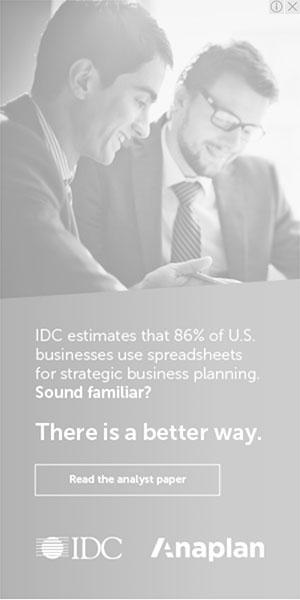 IDC estimates that 86% of U.S.
businesses use spreadsheets
for strategic business planning.
Sound familiar?
There is a better way.
Read the analyst paper
IDC
Anaplan